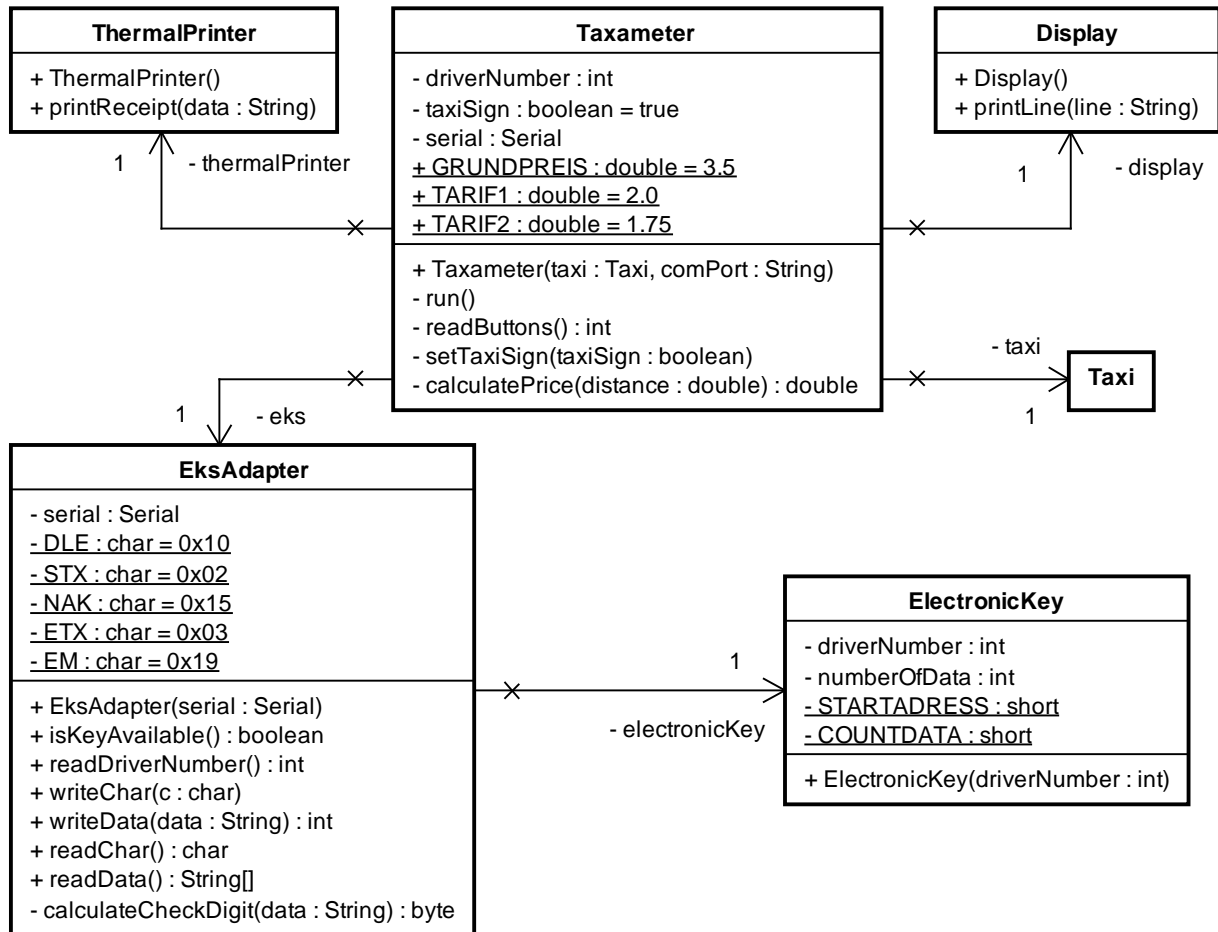 ThermalPrinter
+ ThermalPrinter()
+ printReceipt(data : String)
1
- thermalPrinter
Taxameter
- driverNumber : int
- taxiSign : boolean = true
- serial : Serial
+ GRUNDPREIS : double = 3.5
+ TARIF1 : double = 2.0
+ TARIF2 : double = 1.75
+ Taxameter(taxi : Taxi, comPort : String)
- run()
- readButtons() : int
- setTaxiSign(taxiSign : boolean)
- calculatePrice(distance : double) : double
Display
+ Display()
+ printLine(line : String)
1
- display
- taxi
Taxi
1
1
- eks
EksAdapter
- serial : Serial
- DLE : char = 0x10
- STX : char = 0x02
- NAK : char = 0x15
- ETX : char = 0x03
- EM : char = 0x19
+ EksAdapter(serial : Serial)
+ isKeyAvailable() : boolean
+ readDriverNumber() : int
+ writeChar(c : char)
+ writeData(data : String) : int
+ readChar() : char
+ readData() : String[]
- calculateCheckDigit(data : String) : byte
1
- electronicKey
ElectronicKey
- driverNumber : int
- numberOfData : int
- STARTADRESS : short
- COUNTDATA : short
+ ElectronicKey(driverNumber : int)